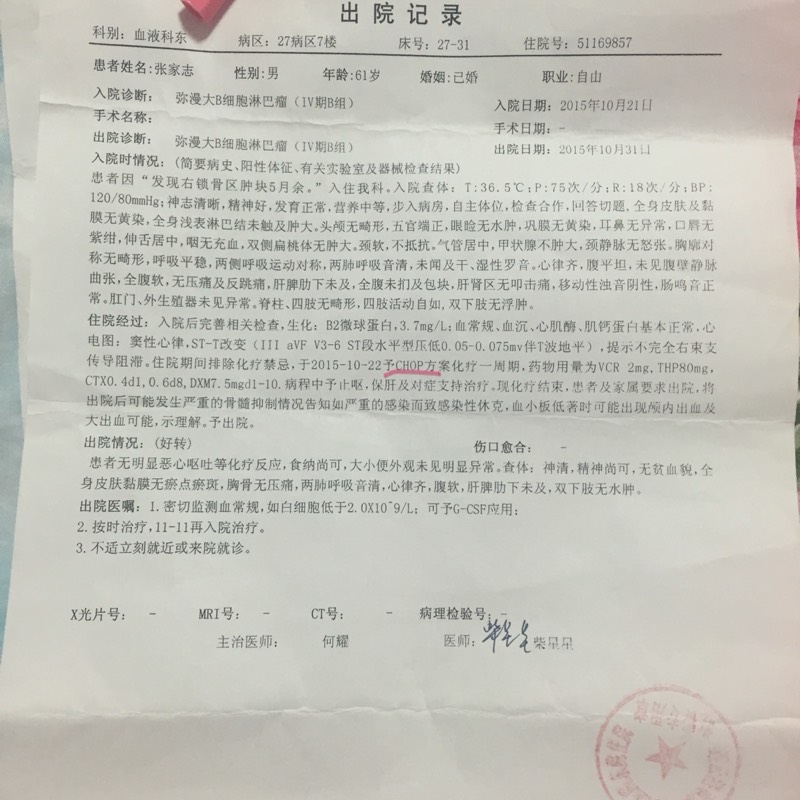 出院记录
科别：血液科东 病区：27病区7楼 床号：27-31 住院号：51169857
患者姓名:张家志 性别:男 年龄:61岁 婚姻:已婚 职业:自由
入院诊断： 弥漫大B细胞淋巴瘤（IV期B组） 入院日期：2015年10月21日
手术名称： 手术日期：-
出院诊断： 弥漫大B细胞淋巴瘤（IV期B组） 出院日期：2015年10月31日
入院时情况：(简要病史、阳性体征、有关实验室及器械检查结果)
患者因“发现右锁骨区肿块5月余。”入住我科。入院查体：T:36.5℃;P:75次/分;R:18次/分;BP:
120/80mmHg;神志清晰，精神好，发育正常，营养中等，步入病房，自主体位，检查合作，回答切题，全身皮肤及黏
膜无黄染，全身浅表淋巴结未触及肿大。头颅无畸形，五官端正，眼睑无水肿，巩膜无黄染，耳鼻无异常，口唇无
紫绀，伸舌居中，咽无充血，双侧扁桃体无肿大。颈软，不抵抗。气管居中，甲状腺不肿大，颈静脉无怒张。胸廓对
称无畸形，呼吸平稳，两侧呼吸运动对称，两肺呼吸音清，未闻及干、湿性罗音。心律齐，腹平坦，未见腹壁静脉
曲张，全腹软，无压痛及反跳痛，肝脾肋下未及，全腹未扪及包块，肝肾区无叩击痛，移动性浊音阴性，肠鸣音正
常。肛门、外生殖器未见异常。脊柱、四肢无畸形，四肢活动自如，双下肢无浮肿。
住院经过：入院后完善相关检查，生化：B2微球蛋白，3.7mg/L;血常规、血沉、心肌酶、肌钙蛋白基本正常，心
电图：窦性心律，ST-T改变（III aVF V3-6 ST段水平型压低0.05-0.075mv伴T波地平），提示不完全右束支
传导阻滞。住院期间排除化疗禁忌，于2015-10-22予CHOP方案化疗一周期，药物用量为VCR 2mg，THP80mg，
CTX0.4d1,0.6d8,DXM7.5mgd1-10.病程中予止呕，保肝及对症支持治疗。现化疗结束，患者及家属要求出院，将
出院后可能发生严重的骨髓抑制情况告知如严重的感染而致感染性休克，血小板低著时可能出现颅内出血及
大出血可能，示理解。予出院。
出院情况：(好转) 伤口愈合： -
患者无明显恶心呕吐等化疗反应，食纳尚可，大小便外观未见明显异常。查体：神清，精神尚可，无贫血貌，全
身皮肤黏膜无瘀点瘀斑，胸骨无压痛，两肺呼吸音清，心律齐，腹软，肝脾肋下未及，双下肢无水肿。
出院医嘱：1.密切监测血常规，如白细胞低于2.0X10^9/L；可予G-CSF应用；
2.按时治疗，11-11再入院治疗。
3.不适立刻就近或来院就诊。
X光片号： - MRI号： - CT号： - 病理检验号：-
主治医师： 何耀 医师：柴星星 柴星星